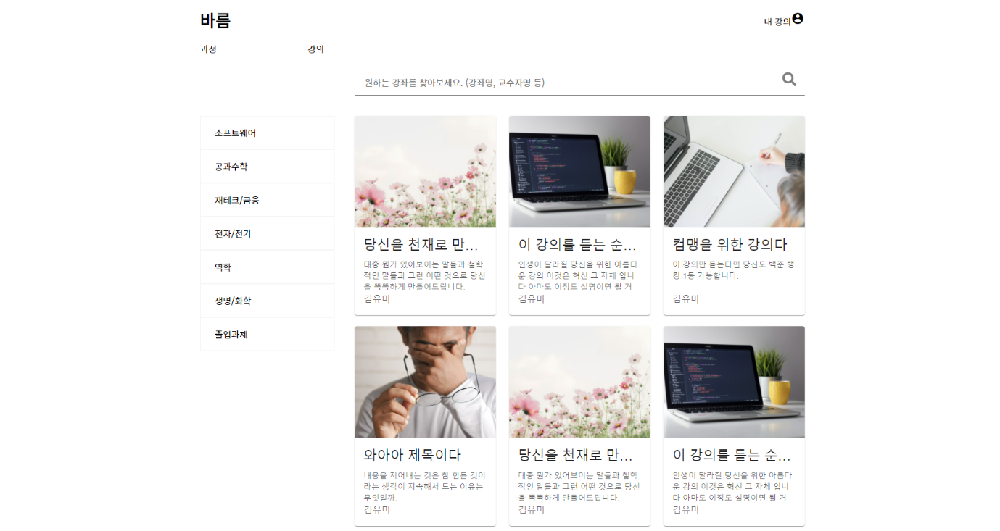 바름
내 강의
과정
강의
원하는 강좌를 찾아보세요. (강좌명, 교수자명 등)
소프트웨어
공과수학
재테크/금융
전자/전기
역학
생명/화학
졸업과제
당신을 천재로 만...
대충 뭔가 있어보이는 말들과 철학
적인 말들과 그런 어떤 것으로 당신
을 똑똑하게 만들어드립니다.
김유미
이 강의를 듣는 순...
인생이 달라질 당신을 위한 아름다
운 강의 이것은 혁신 그 자체 입니
다 아마도 이정도 설명이면 될 거
김유미
컴맹을 위한 강의다
이 강의만 듣는다면 당신도 백준 랭
킹 1등 가능합니다.
김유미
와아아 제목이다
내용을 지어내는 것은 참 힘든 것이
라는 생각이 지속해서 드는 이유는
무엇일까.
김유미
당신을 천재로 만...
대충 뭔가 있어보이는 말들과 철학
적인 말들과 그런 어떤 것으로 당신
을 똑똑하게 만들어드립니다.
김유미
이 강의를 듣는 순...
인생이 달라질 당신을 위한 아름다
운 강의 이것은 혁신 그 자체 입니
다 아마도 이정도 설명이면 될 거
김유미